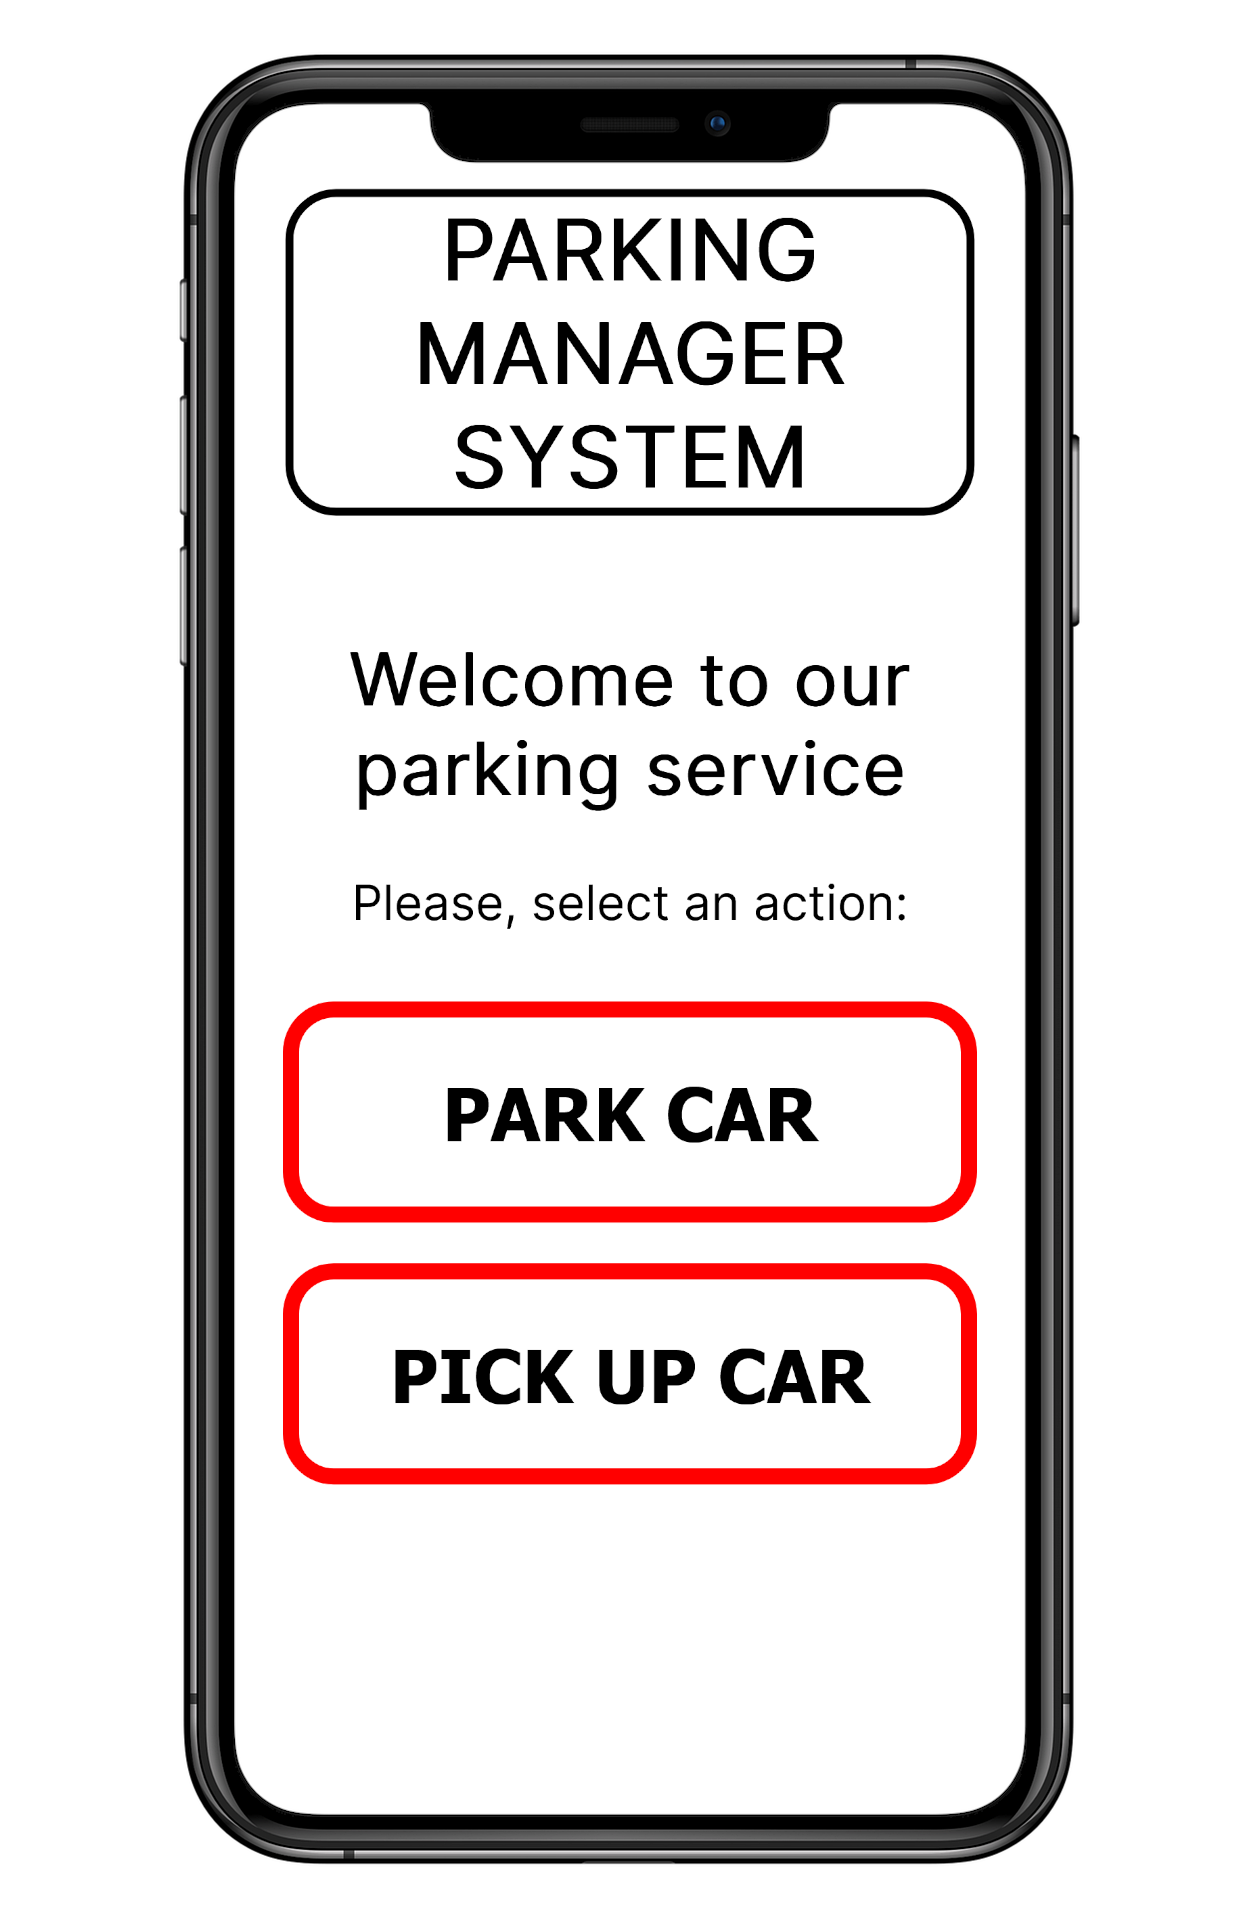 PARKING
MANAGER
SYSTEM
Welcome to our
parking service
Please, select an action:
PARK CAR
PICK UP CAR